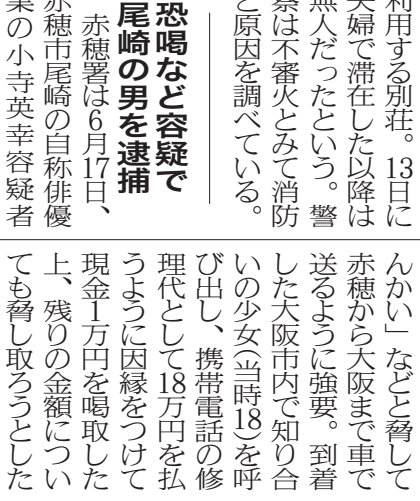 利用する別荘。13日に
夫婦で滞在した以降は
無人だったという。警
察は不審火とみて消防
と原因を調べている。
恐喝など容疑で
尾崎の男を逮捕
赤穂署は6月17日、
赤穂市尾崎の自称俳優
業の小寺英幸容疑者
んかい」などと脅して
赤穂から大阪まで車で
送るように強要。到着
した大阪市内で知り合
いの少女(当時18)を呼
び出し、携帯電話の修
理代として18万円を払
うように因縁をつけて
現金1万円を喝取した
上、残りの金額につい
ても脅し取ろうとした